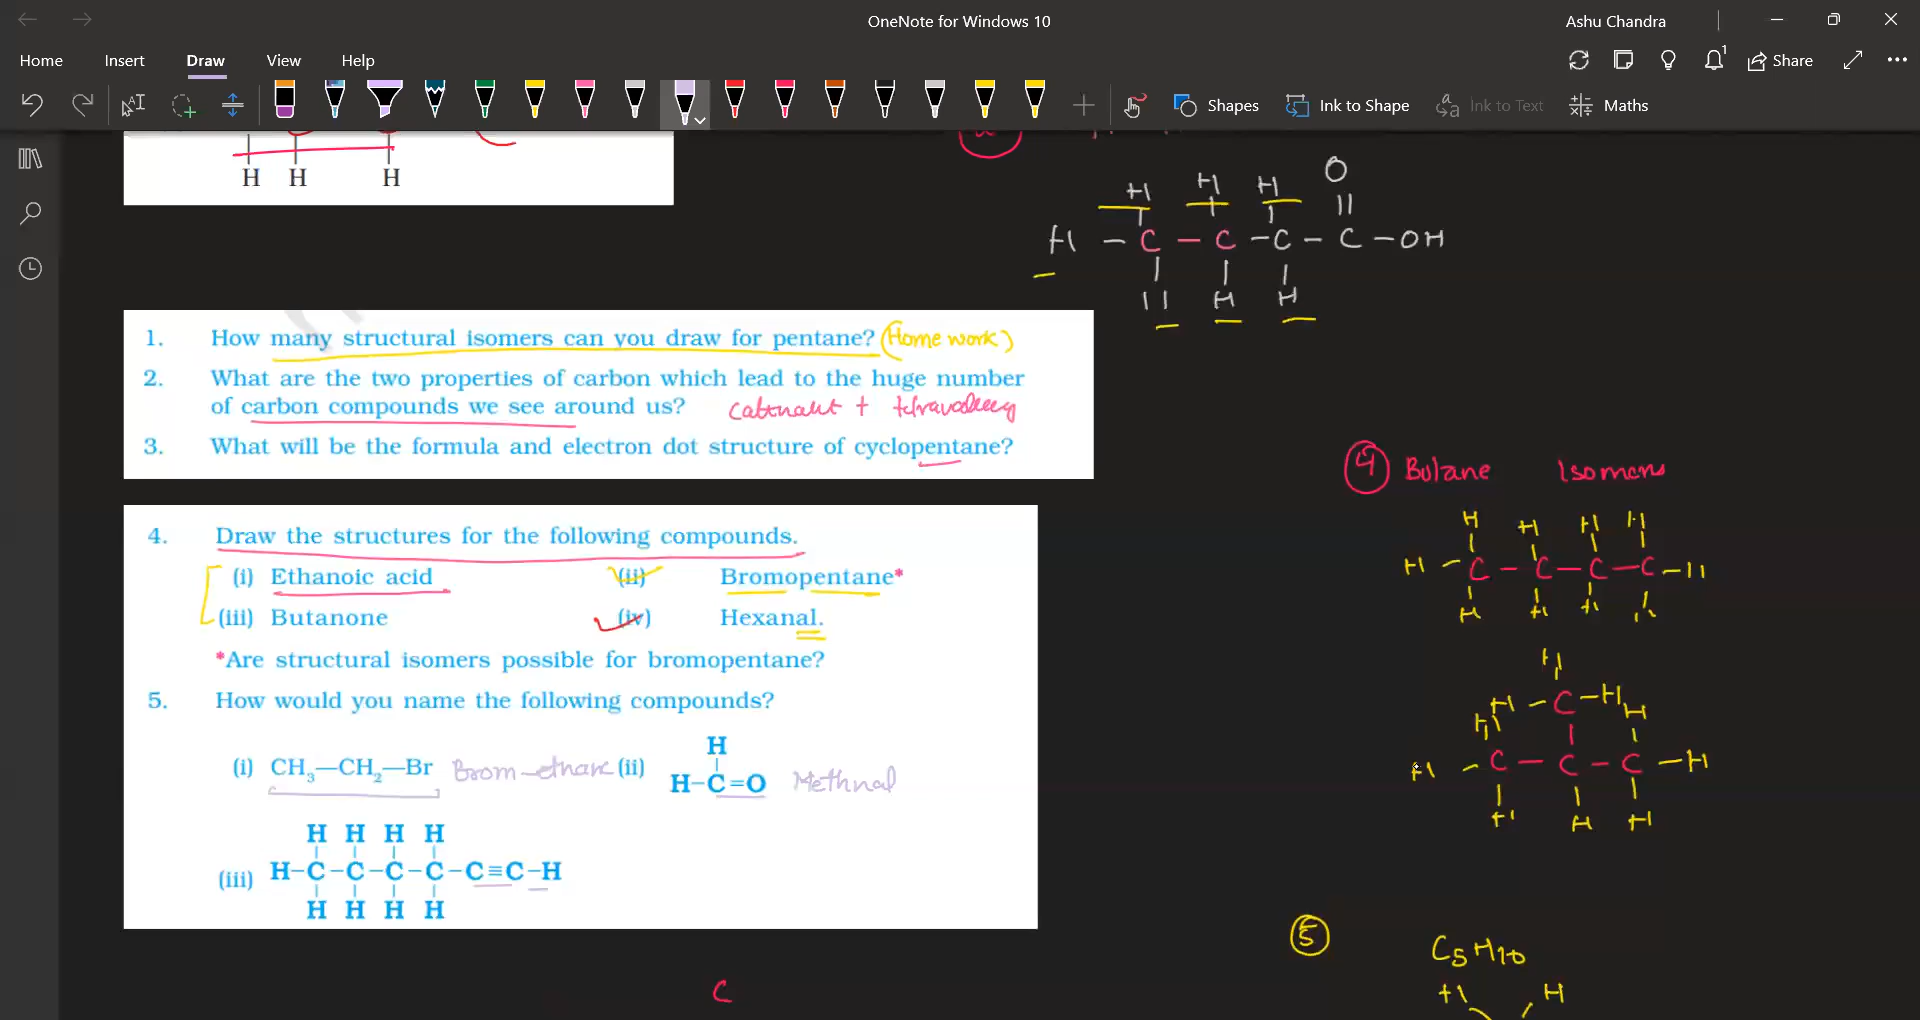 OneNote for Windows 10
Ashu Chandra
Home Insert Draw View Help
Share
Shapes Ink to Shape Ink to Text Maths
H H H
H H H O
H – C – C – C – C – OH
H H
1. How many structural isomers can you draw for pentane? (Home work)
2. What are the two properties of carbon which lead to the huge number
of carbon compounds we see around us?
3. What will be the formula and electron dot structure of cyclopentane?
4. Draw the structures for the following compounds.
(i) Ethanoic acid (ii) Bromopentane*
(iii) Butanone (iv) Hexanal.
*Are structural isomers possible for bromopentane?
5. How would you name the following compounds?
H
(i) CH₃—CH₂—Br Brom-ethane (ii) H–C=O Methnal
H H H H
(iii) H–C–C–C–C–C≡C–H
H H H H
C
4 Butane Isomers
H H H H
H – C – C – C – C – H
H H H
H
H – C – H
H H
H – C – C – C – H
H H H
5 C5H10
H H